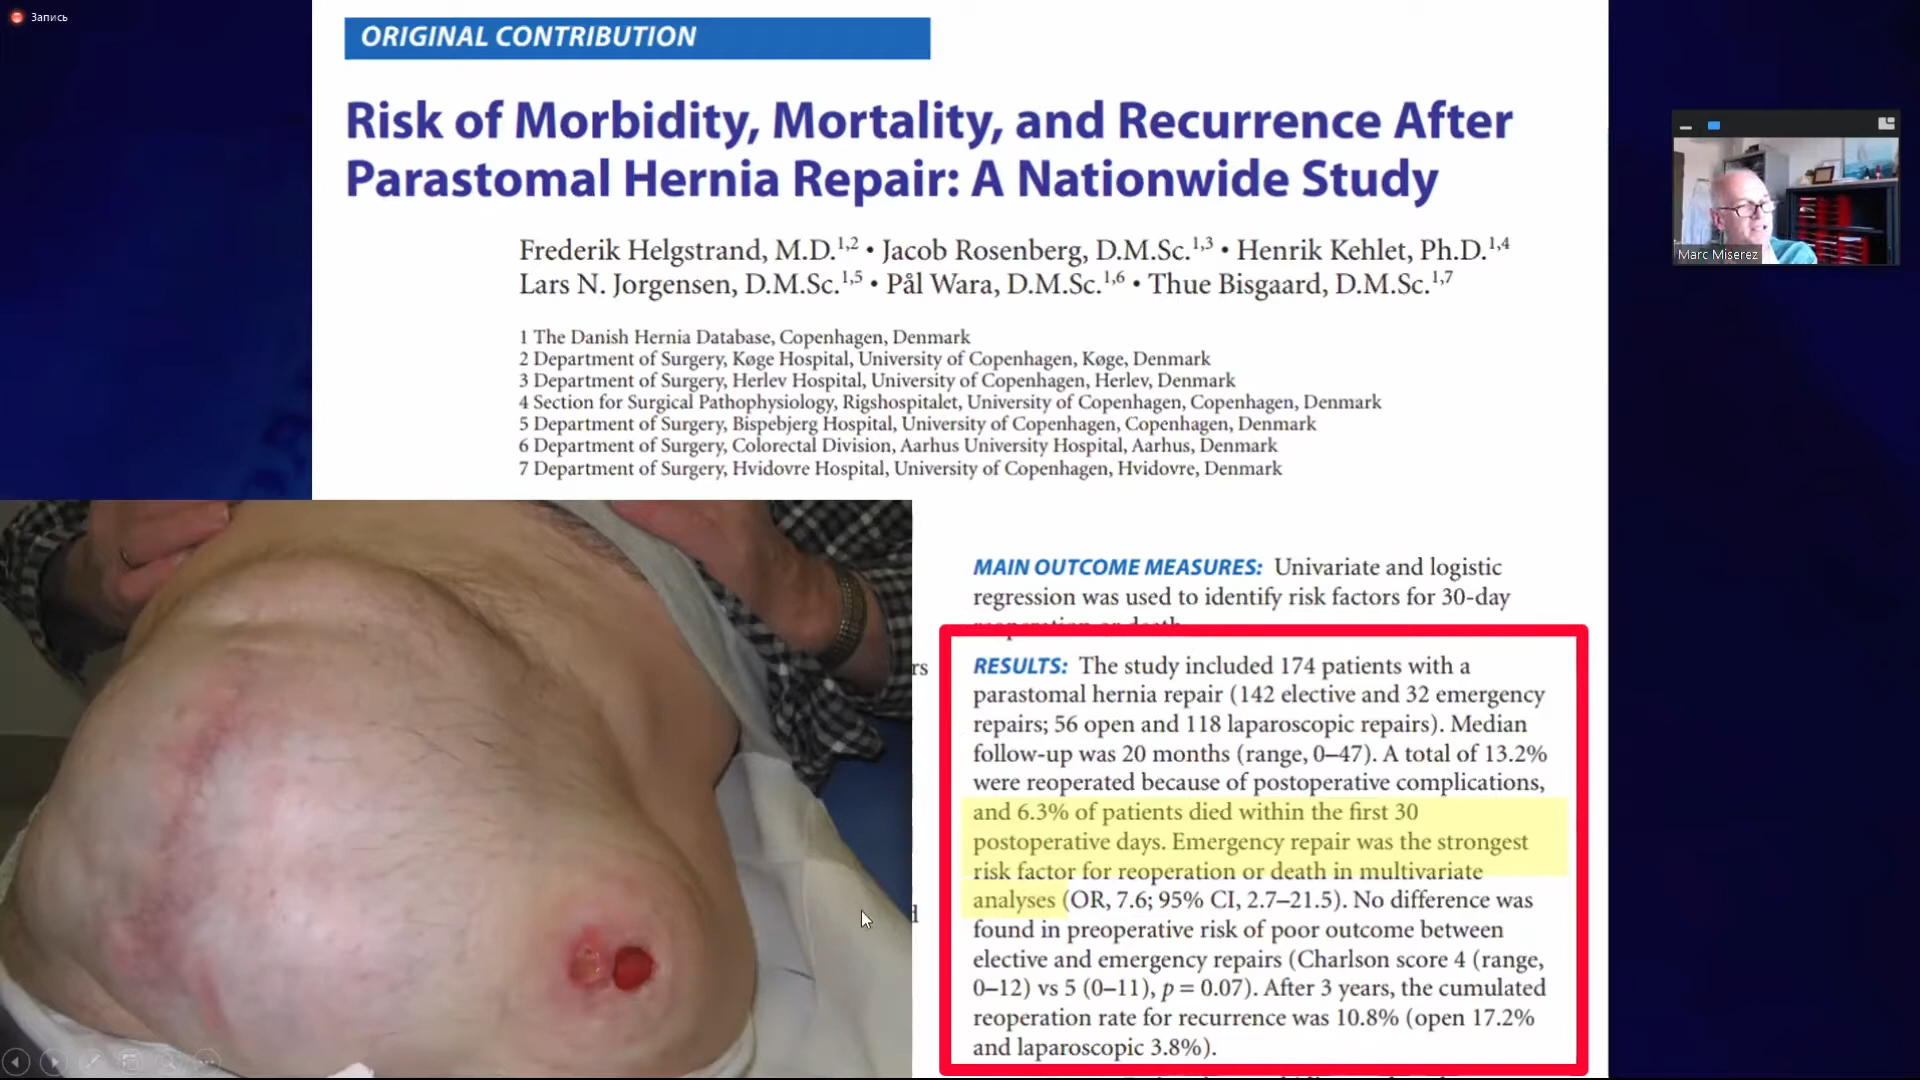 Запись
ORIGINAL CONTRIBUTION
Risk of Morbidity, Mortality, and Recurrence After
Parastomal Hernia Repair: A Nationwide Study
Frederik Helgstrand, M.D.1,2 • Jacob Rosenberg, D.M.Sc.1,3 • Henrik Kehlet, Ph.D.1,4
Lars N. Jorgensen, D.M.Sc.1,5 • Pål Wara, D.M.Sc.1,6 • Thue Bisgaard, D.M.Sc.1,7
1 The Danish Hernia Database, Copenhagen, Denmark
2 Department of Surgery, Køge Hospital, University of Copenhagen, Køge, Denmark
3 Department of Surgery, Herlev Hospital, University of Copenhagen, Herlev, Denmark
4 Section for Surgical Pathophysiology, Rigshospitalet, University of Copenhagen, Copenhagen, Denmark
5 Department of Surgery, Bispebjerg Hospital, University of Copenhagen, Copenhagen, Denmark
6 Department of Surgery, Colorectal Division, Aarhus University Hospital, Aarhus, Denmark
7 Department of Surgery, Hvidovre Hospital, University of Copenhagen, Hvidovre, Denmark
Marc Miserez
MAIN OUTCOME MEASURES: Univariate and logistic
regression was used to identify risk factors for 30-day
reoperation or death
rs
RESULTS: The study included 174 patients with a
parastomal hernia repair (142 elective and 32 emergency
repairs; 56 open and 118 laparoscopic repairs). Median
follow-up was 20 months (range, 0–47). A total of 13.2%
were reoperated because of postoperative complications,
and 6.3% of patients died within the first 30
postoperative days. Emergency repair was the strongest
risk factor for reoperation or death in multivariate
analyses (OR, 7.6; 95% CI, 2.7–21.5). No difference was
found in preoperative risk of poor outcome between
elective and emergency repairs (Charlson score 4 (range,
0–12) vs 5 (0–11), p = 0.07). After 3 years, the cumulated
reoperation rate for recurrence was 10.8% (open 17.2%
and laparoscopic 3.8%).